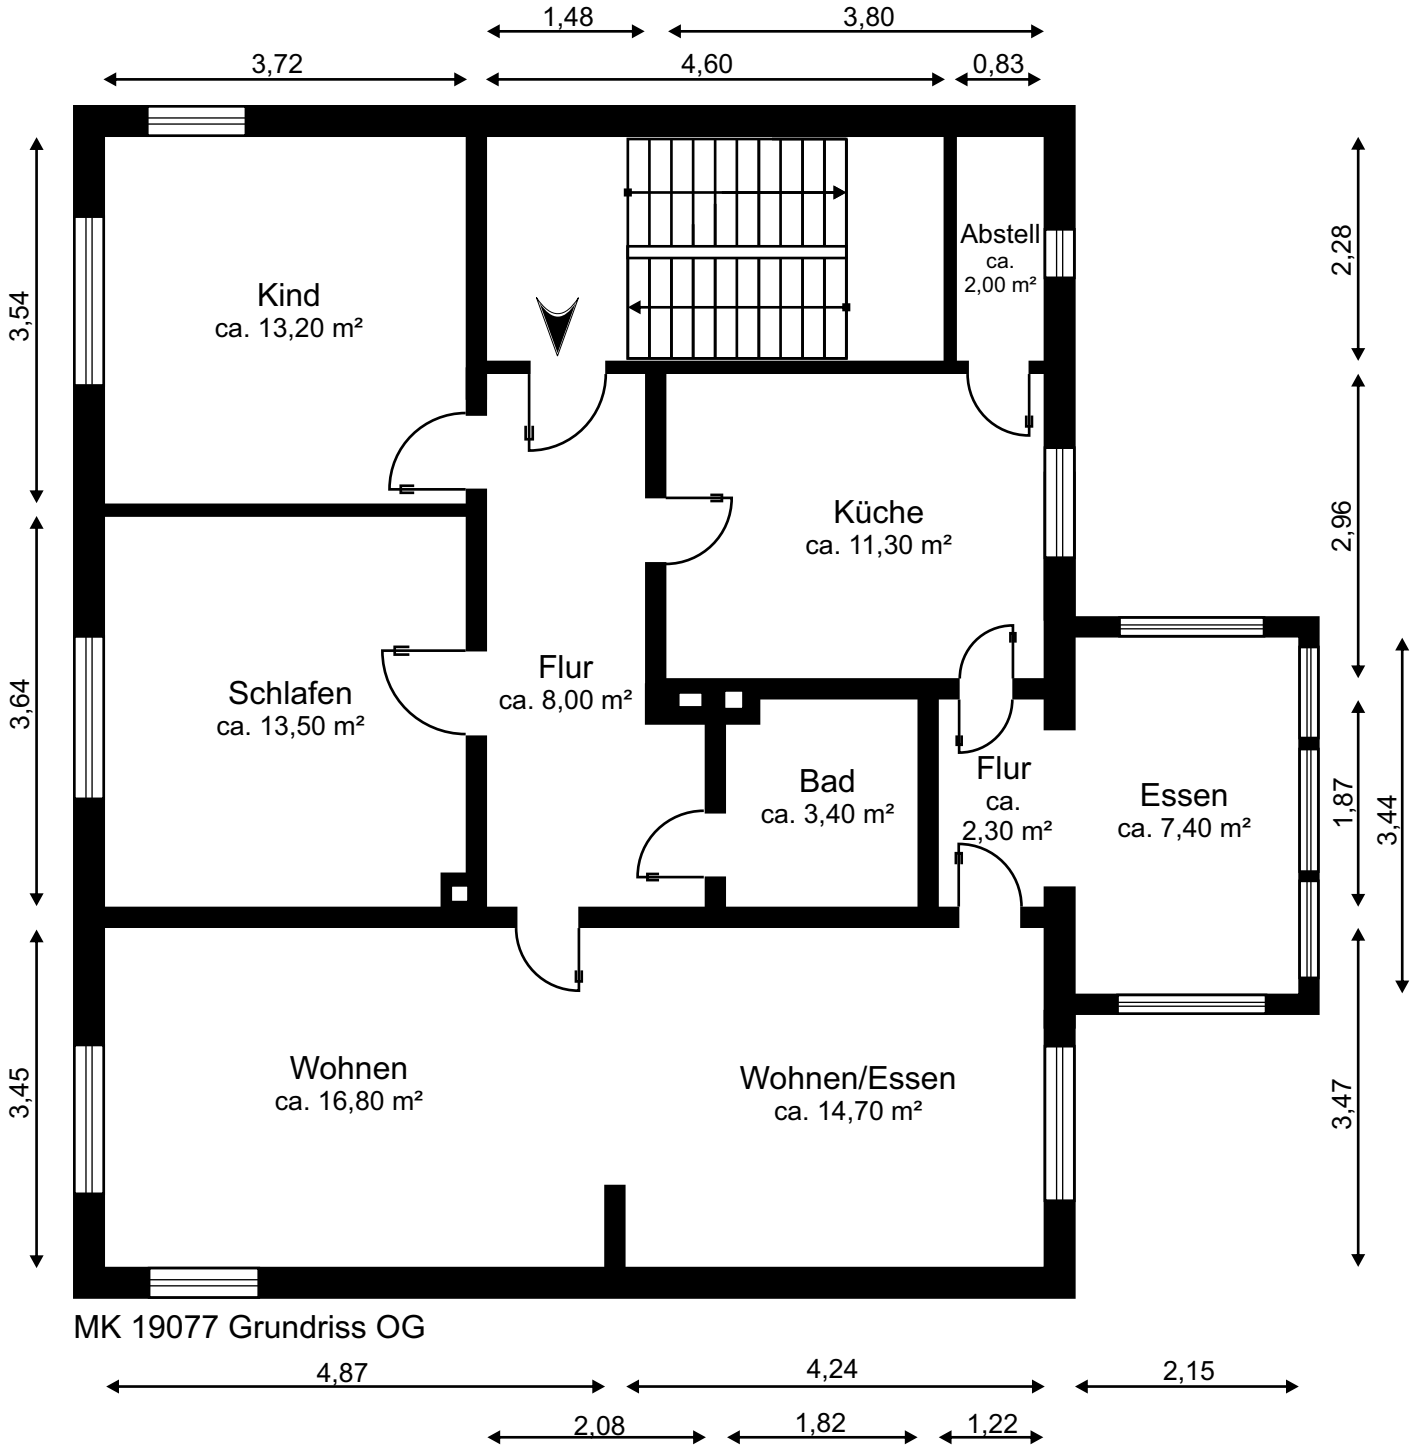 1,48
3,80
3,72
4,60
0,83
3,54
Kind
ca. 13,20 m²
Abstell
ca.
2,00 m²
2,28
Küche
ca. 11,30 m²
2,96
3,64
Schlafen
ca. 13,50 m²
Flur
ca. 8,00 m²
Bad
ca. 3,40 m²
Flur
ca.
2,30 m²
Essen
ca. 7,40 m²
1,87
3,44
3,45
Wohnen
ca. 16,80 m²
Wohnen/Essen
ca. 14,70 m²
3,47
MK 19077 Grundriss OG
4,87
4,24
2,15
2,08
1,82
1,22